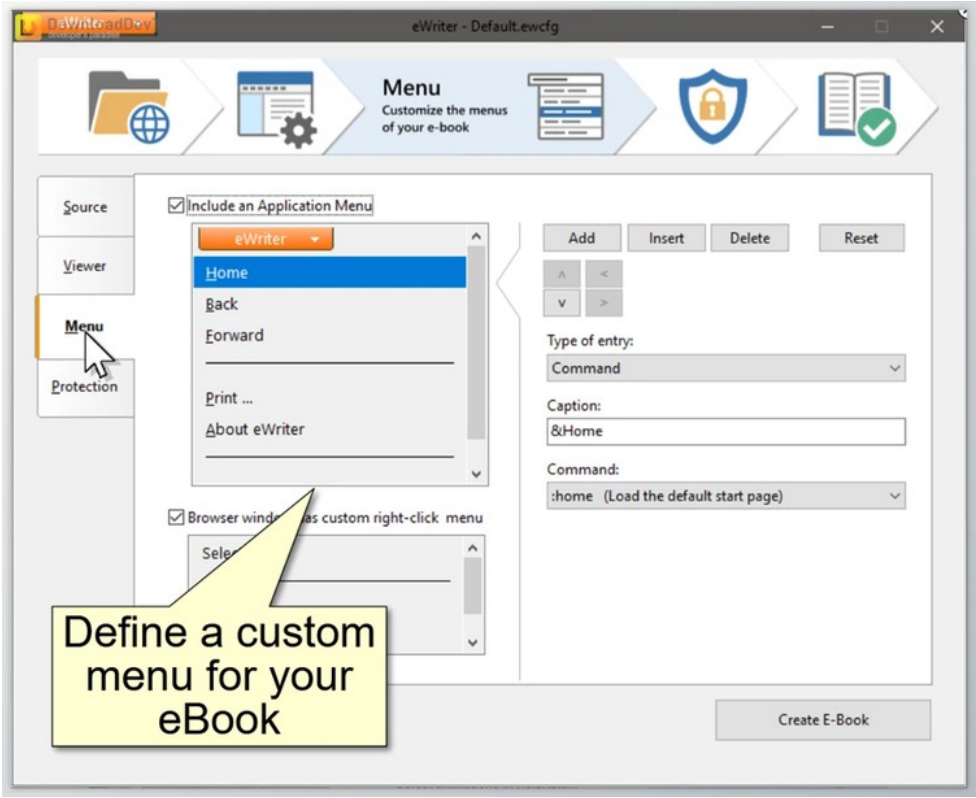 eWriter - Default.ewcfg
Menu
Customize the menus
of your e-book
Source
Viewer
Menu
Protection
Include an Application Menu
eWriter
Home
Back
Forward
Print ...
About eWriter
Add
Insert
Delete
Reset
Type of entry:
Command
Caption:
&Home
Command:
:home (Load the default start page)
Browser window has custom right-click menu
Define a custom
menu for your
eBook
Create E-Book